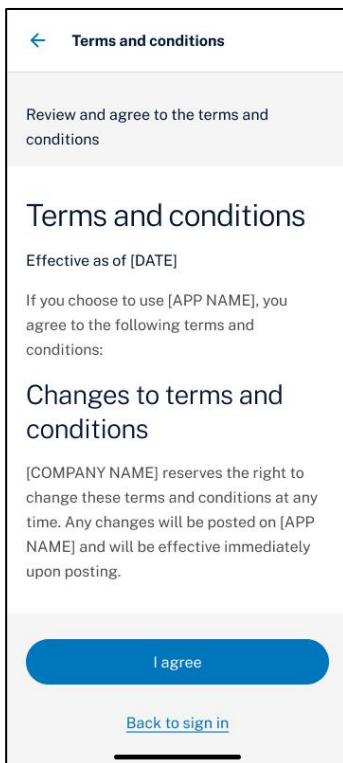 Terms and conditions
Review and agree to the terms and
conditions
Terms and conditions
Effective as of [DATE]
If you choose to use [APP NAME], you
agree to the following terms and
conditions:
Changes to terms and
conditions
[COMPANY NAME] reserves the right to
change these terms and conditions at any
time. Any changes will be posted on [APP
NAME] and will be effective immediately
upon posting.
I agree
Back to sign in